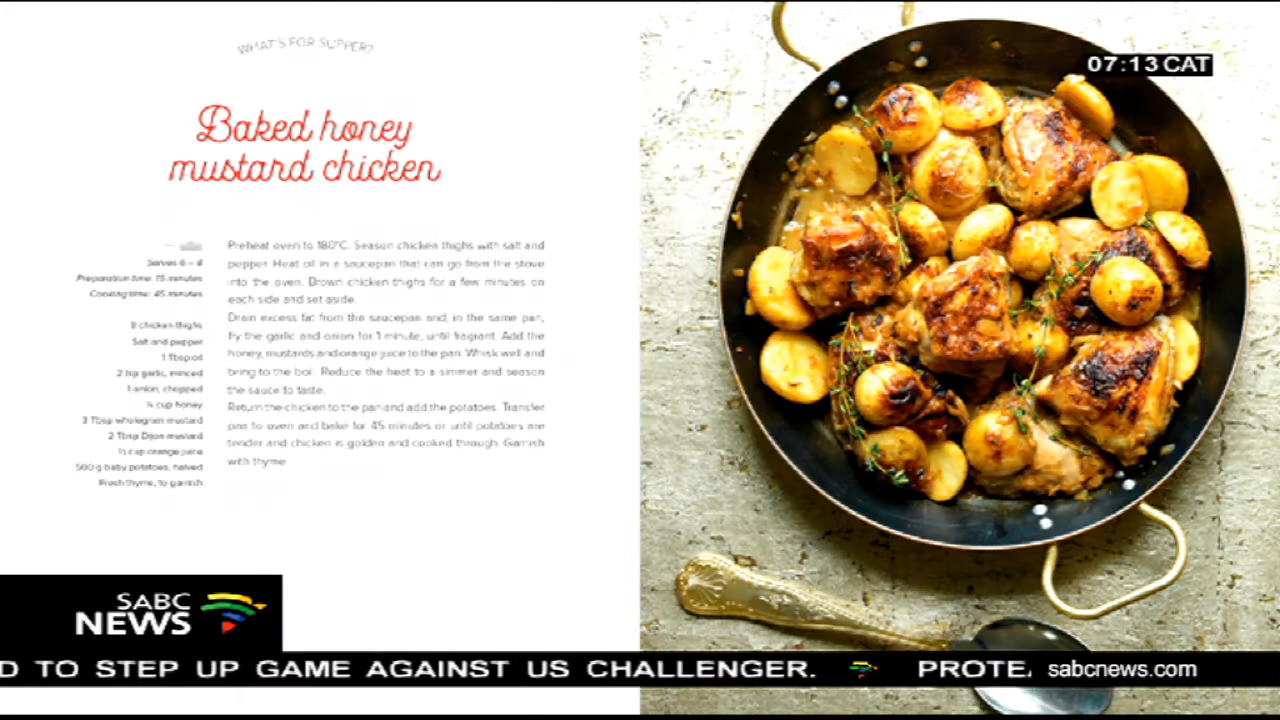 WHAT'S FOR SUPPER?
07:13 CAT
Baked honey
mustard chicken
Serves 6 – 8
Preparation time: 15 minutes
Cooking time: 45 minutes
8 chicken thighs
Salt and pepper
1 Tbsp oil
2 tsp garlic, minced
1 onion, chopped
cup honey
3 Tbsp wholegrain mustard
2 Tbsp Dijon mustard
cup orange juice
500 g baby potatoes, halved
Fresh thyme, to garnish
Preheat oven to 180°C. Season chicken thighs with salt and
pepper. Heat oil in a saucepan that can go from the stove
into the oven. Brown chicken thighs for a few minutes on
each side and set aside.
Drain excess fat from the saucepan and, in the same pan,
fry the garlic and onion for 1 minute, until fragrant. Add the
honey, mustards and orange juice to the pan. Whisk well and
bring to the boil. Reduce the heat to a simmer and season
the sauce to taste.
Return the chicken to the pan and add the potatoes. Transfer
pan to oven and bake for 45 minutes or until potatoes are
tender and chicken is golden and cooked through. Garnish
with thyme
SABC
NEWS
D TO STEP UP GAME AGAINST US CHALLENGER.
PROTEA
sabcnews.com